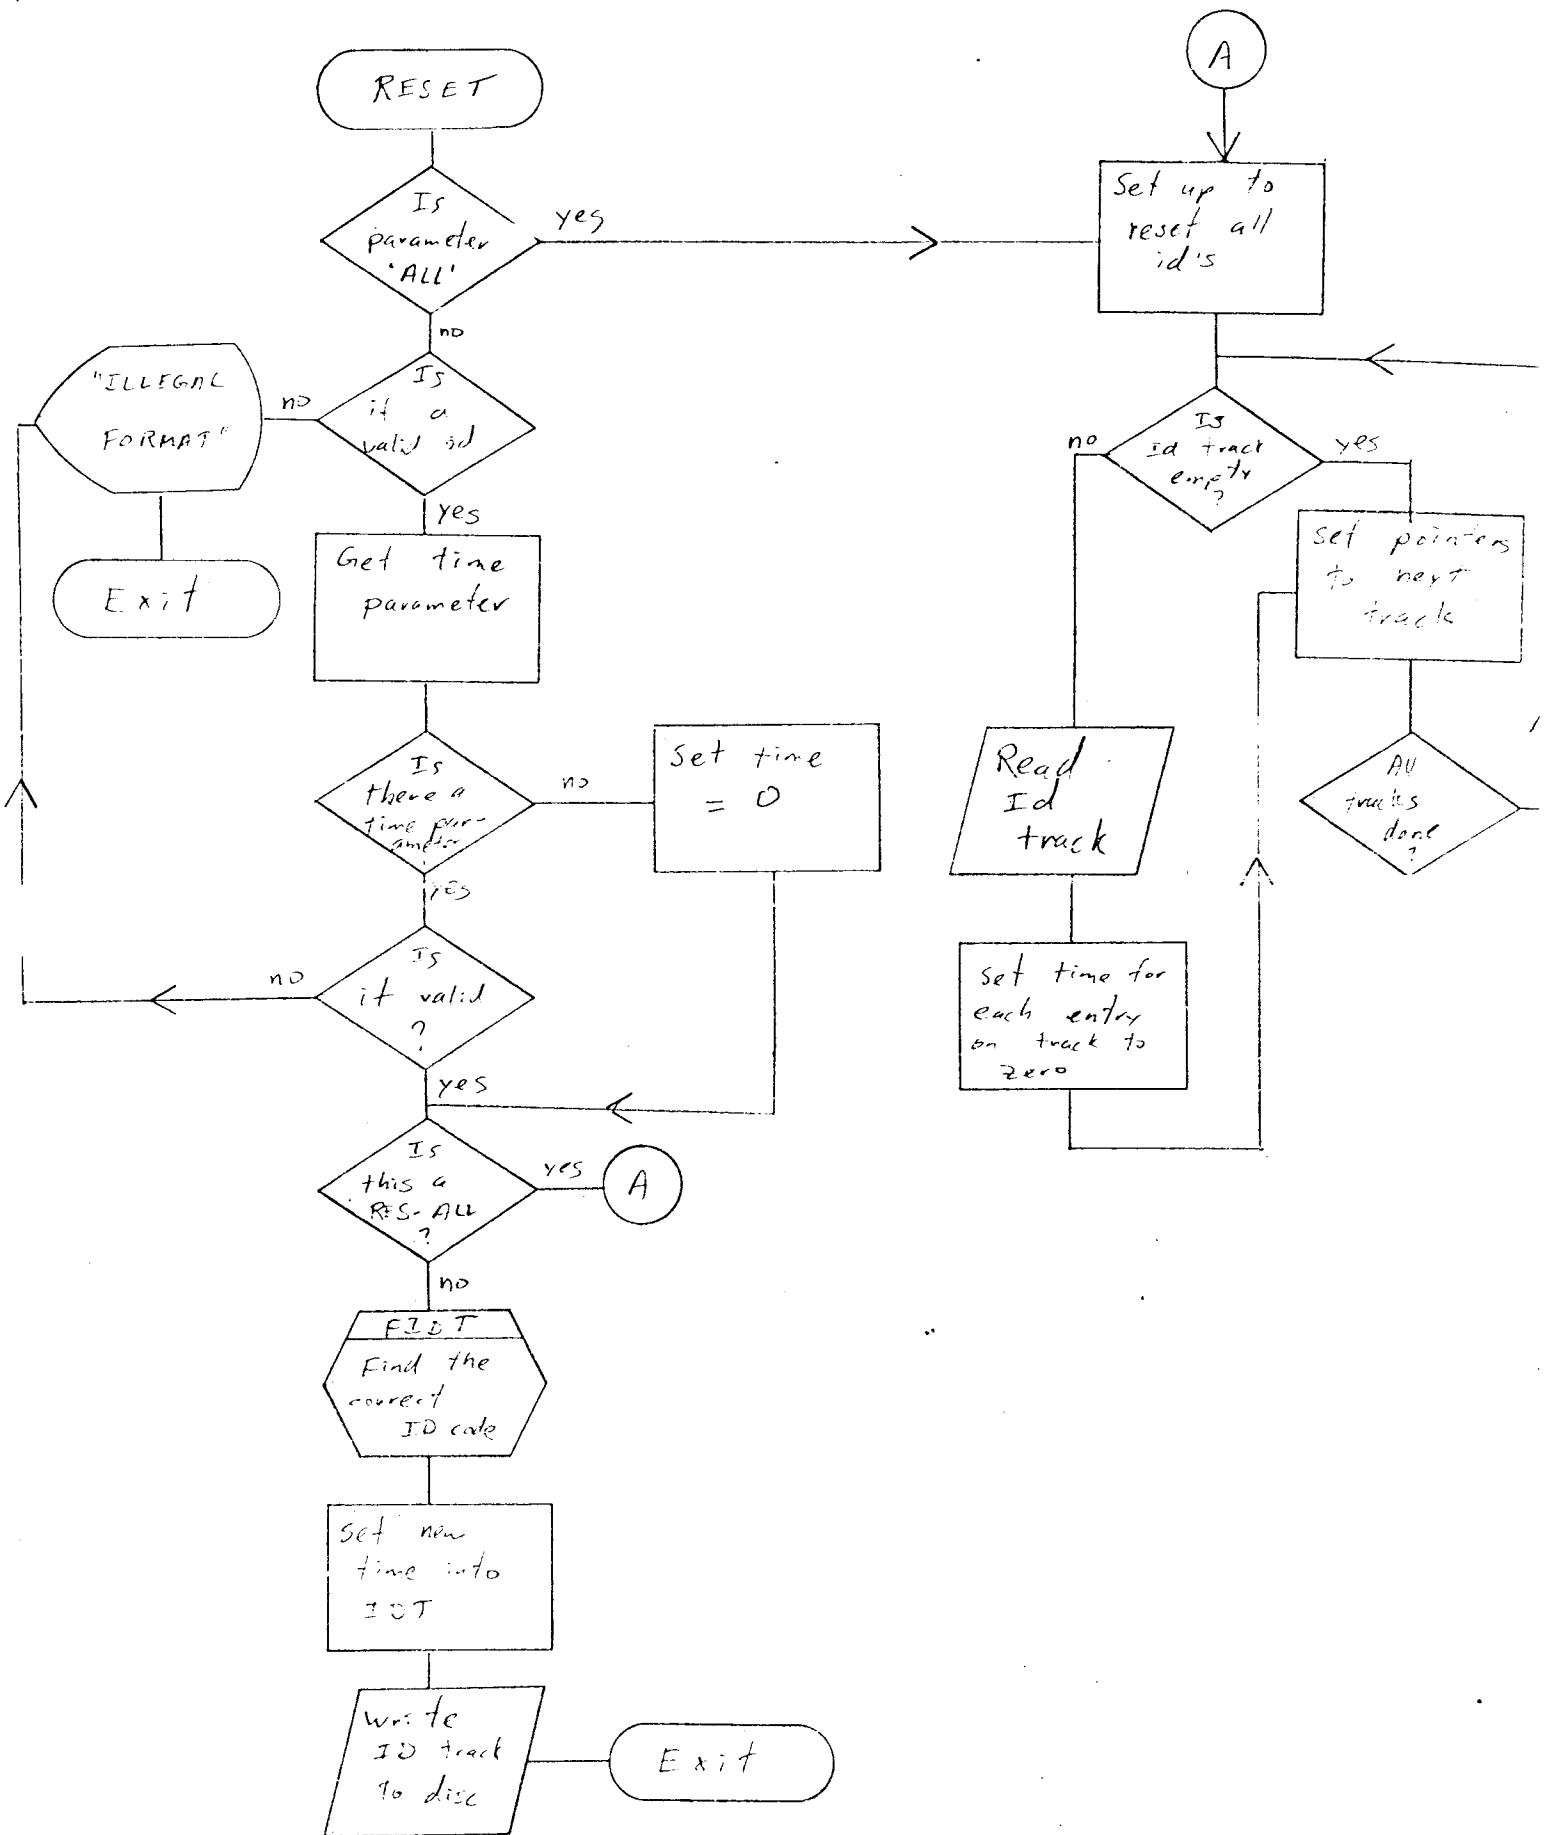 RESET
Is
parameter
'ALL'
yes
no
Is
it a
valid id
no
"ILLEGAL
FORMAT"
Exit
yes
Get time
parameter
Is
there a
time par-
ameter
no
Set time
= 0
yes
Is
it valid
?
no
yes
Is
this a
RES-ALL
?
yes
A
no
FIDT
Find the
correct
ID code
Set new
time into
IDT
Write
ID track
to disc
Exit
A
Set up to
reset all
id's
Is
Id track
empty
?
no
yes
Set pointers
to next
track
All
tracks
done
?
Read
Id
track
Set time for
each entry
on track to
zero